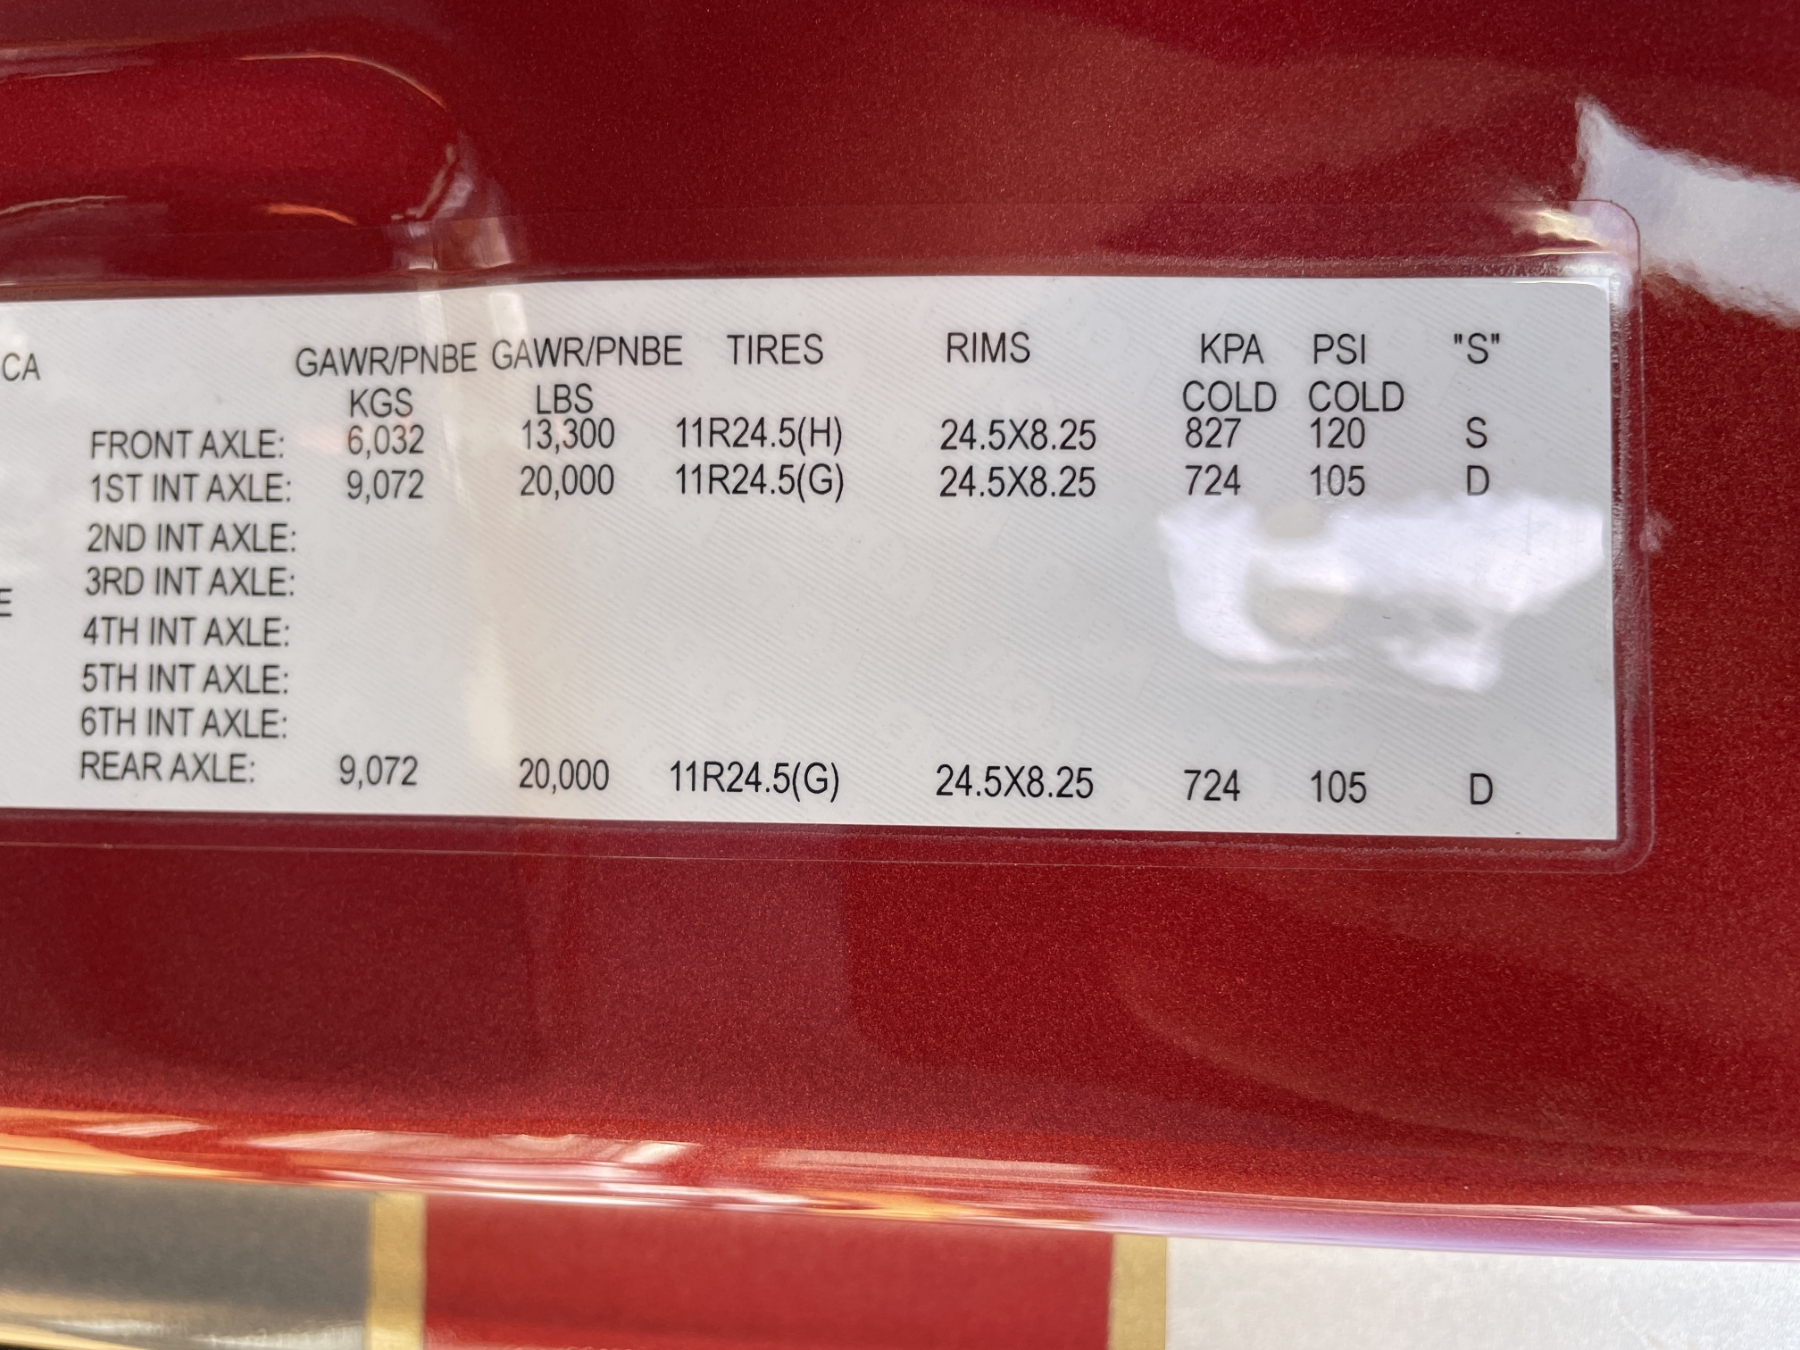 CA GAWR/PNBE GAWR/PNBE TIRES RIMS KPA PSI "S"
KGS LBS COLD COLD
FRONT AXLE: 6,032 13,300 11R24.5(H) 24.5X8.25 827 120 S
1ST INT AXLE: 9,072 20,000 11R24.5(G) 24.5X8.25 724 105 D
2ND INT AXLE:
3RD INT AXLE:
E
4TH INT AXLE:
5TH INT AXLE:
6TH INT AXLE:
REAR AXLE: 9,072 20,000 11R24.5(G) 24.5X8.25 724 105 D